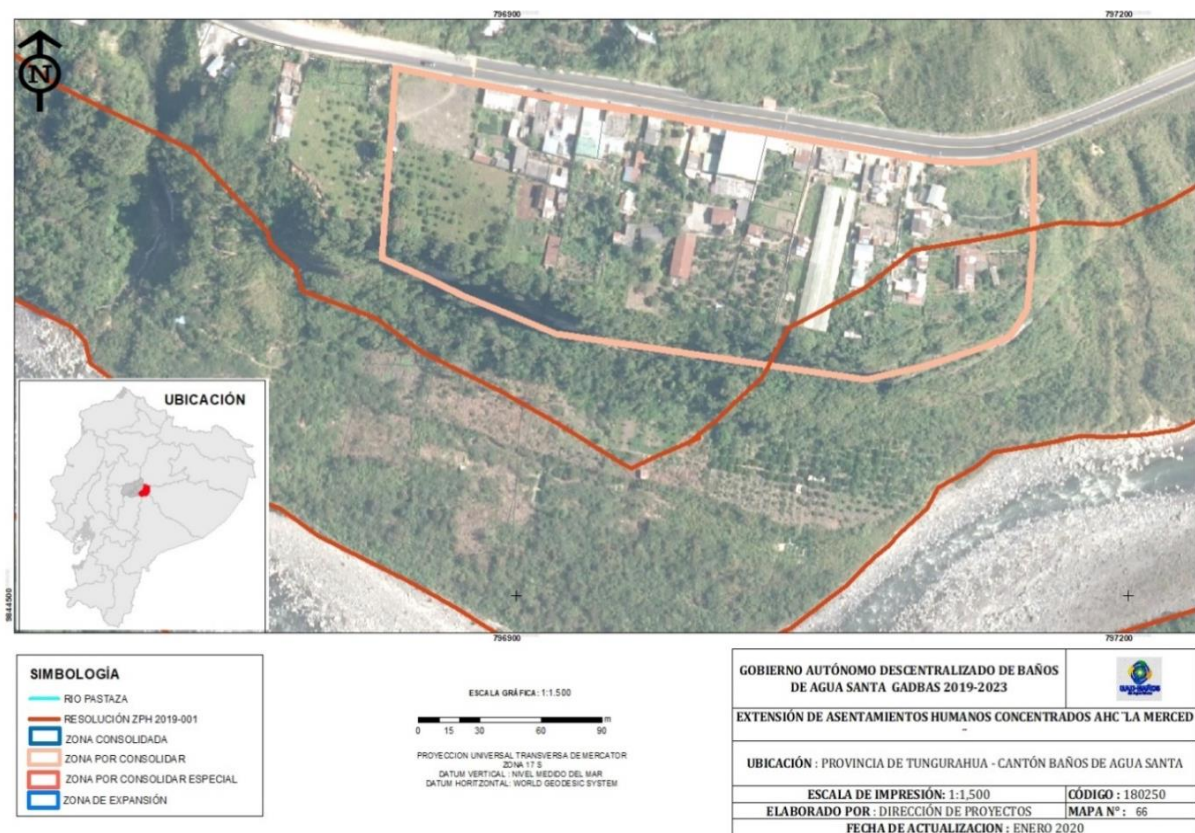 796900
797200
N
UBICACIÓN
9844500
796900
797200
SIMBOLOGÍA
RIO PASTAZA
RESOLUCIÓN ZPH 2019-001
ZONA CONSOLIDADA
ZONA POR CONSOLIDAR
ZONA POR CONSOLIDAR ESPECIAL
ZONA DE EXPANSIÓN
ESCALA GRÁFICA: 1:1.500
m
0 15 30 60 90
PROYECCION UNIVERSAL TRANSVERSA DE MERCATOR
ZONA 17 S
DATUM VERTICAL : NIVEL MEDIDO DEL MAR
DATUM HORITZONTAL: WORLD GEODESIC SYSTEM
GOBIERNO AUTÓNOMO DESCENTRALIZADO DE BAÑOS
DE AGUA SANTA GADBAS 2019-2023
EXTENSIÓN DE ASENTAMIENTOS HUMANOS CONCENTRADOS AHC ¨LA MERCED
¨
UBICACIÓN : PROVINCIA DE TUNGURAHUA - CANTÓN BAÑOS DE AGUA SANTA
ESCALA DE IMPRESIÓN: 1:1,500 CÓDIGO : 180250
ELABORADO POR : DIRECCIÓN DE PROYECTOS MAPA Nº : 66
FECHA DE ACTUALIZACION : ENERO 2020